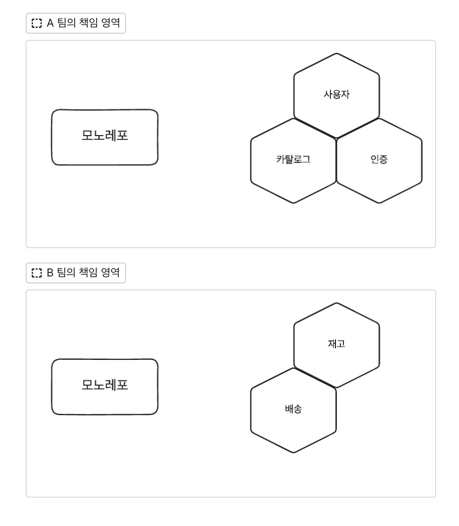 A 팀의 책임 영역
사용자
모노레포
카탈로그
인증
B 팀의 책임 영역
재고
모노레포
배송